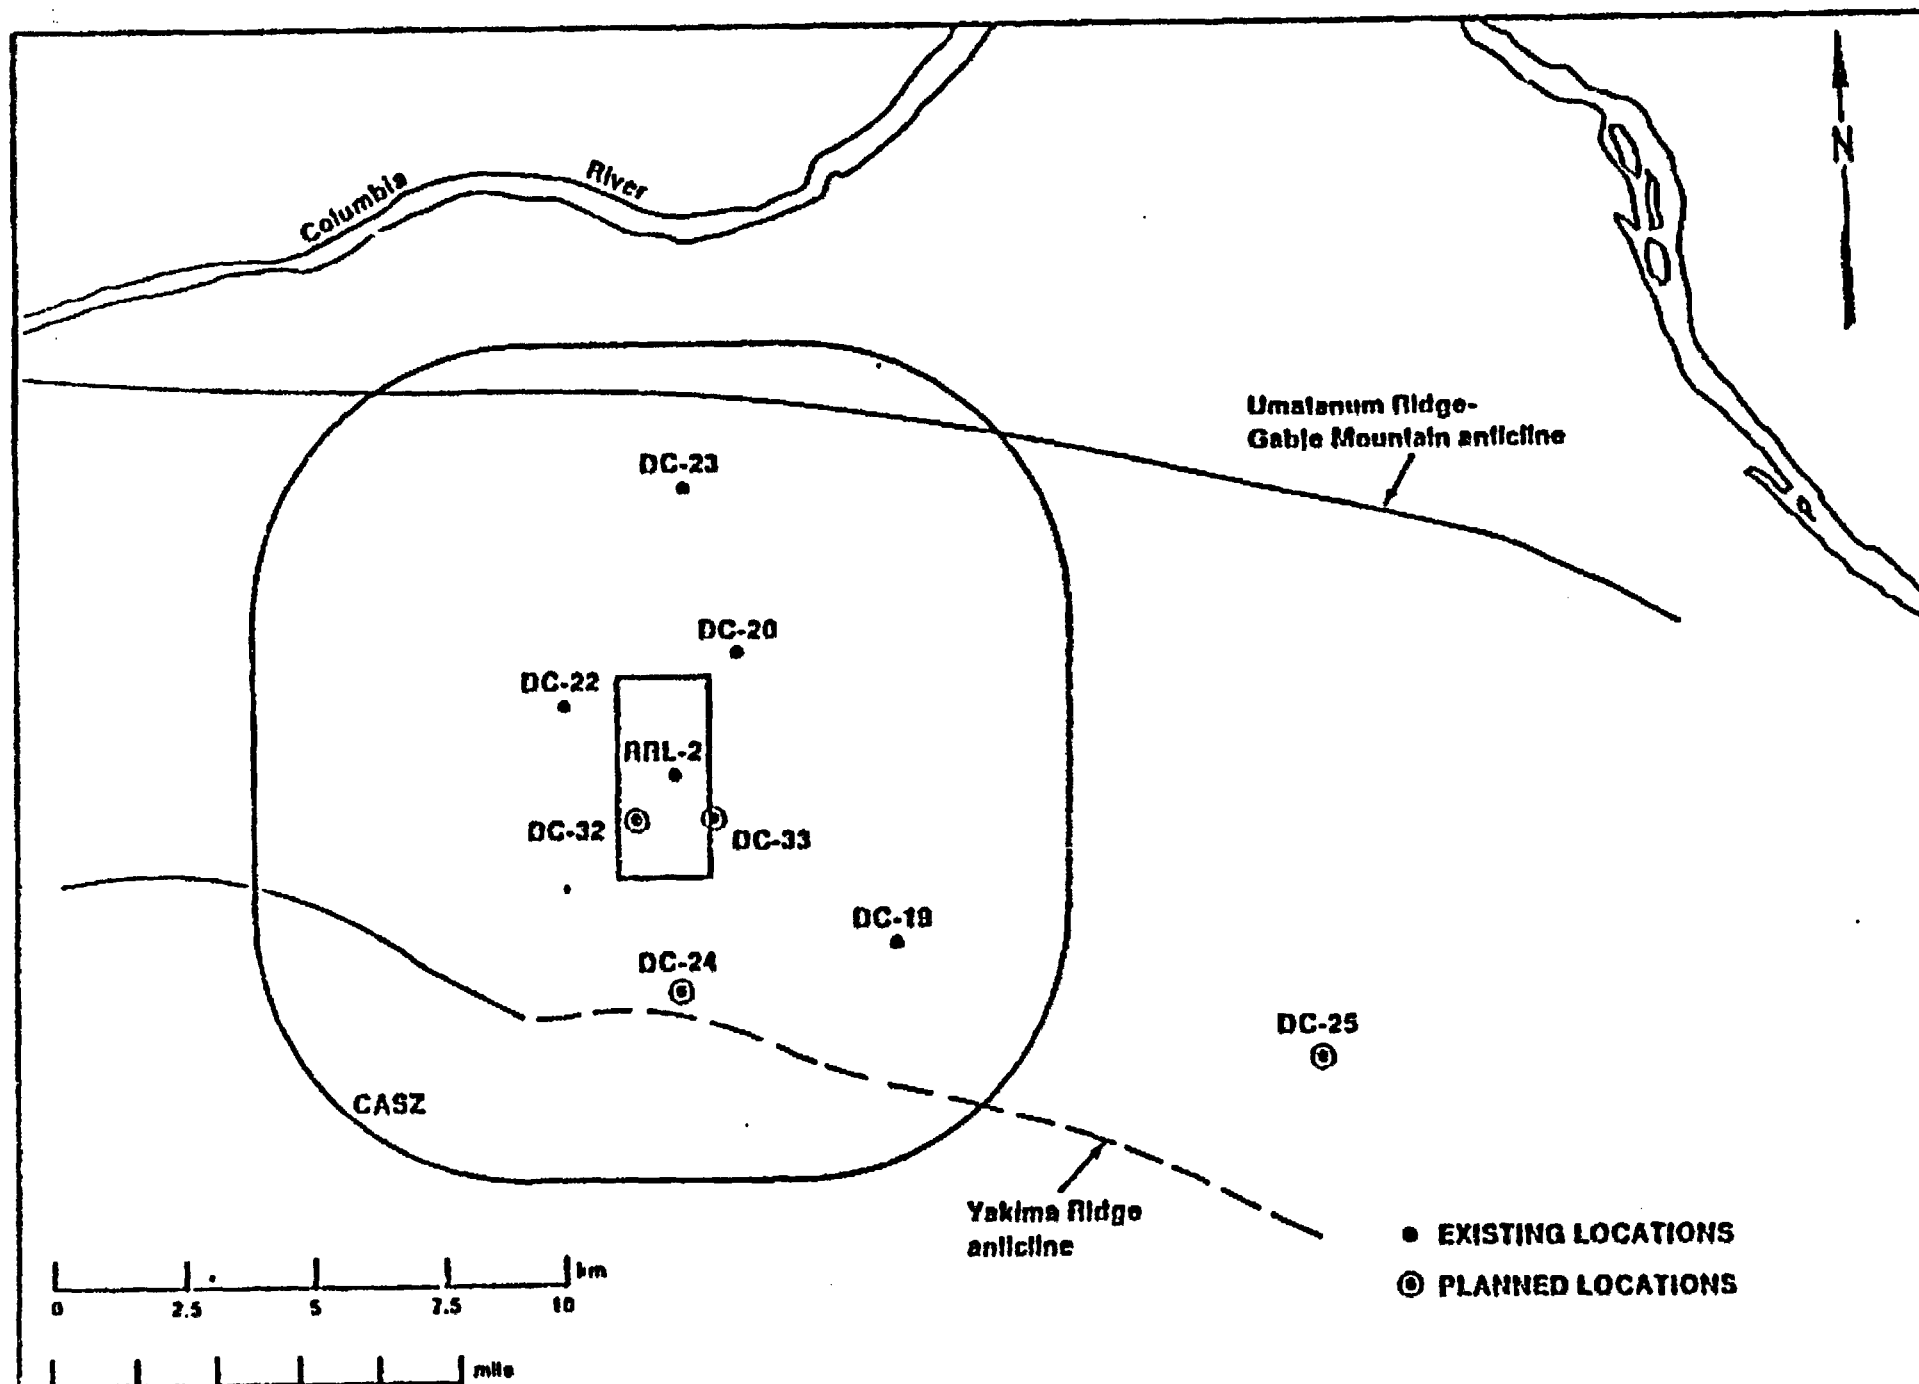 Columbia River
N
Umatanum Ridge-
Gable Mountain anticline
DC-23
DC-20
DC-22
RRL-2
DC-32
DC-33
DC-19
DC-24
DC-25
CASZ
Yakima Ridge
anticline
● EXISTING LOCATIONS
◉ PLANNED LOCATIONS
km
0 2.5 5 7.5 10
mile